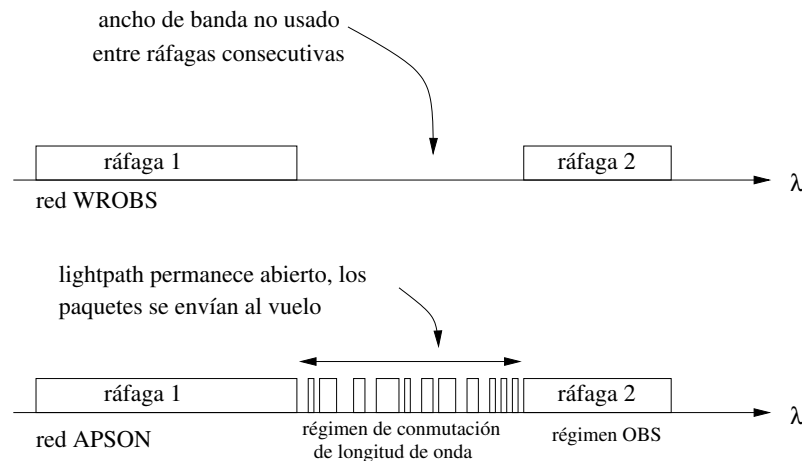 ancho de banda no usado
entre ráfagas consecutivas
ráfaga 1
ráfaga 2
λ
red WROBS
lightpath permanece abierto, los
paquetes se envían al vuelo
ráfaga 1
ráfaga 2
λ
red APSON
régimen de conmutación
de longitud de onda
régimen OBS